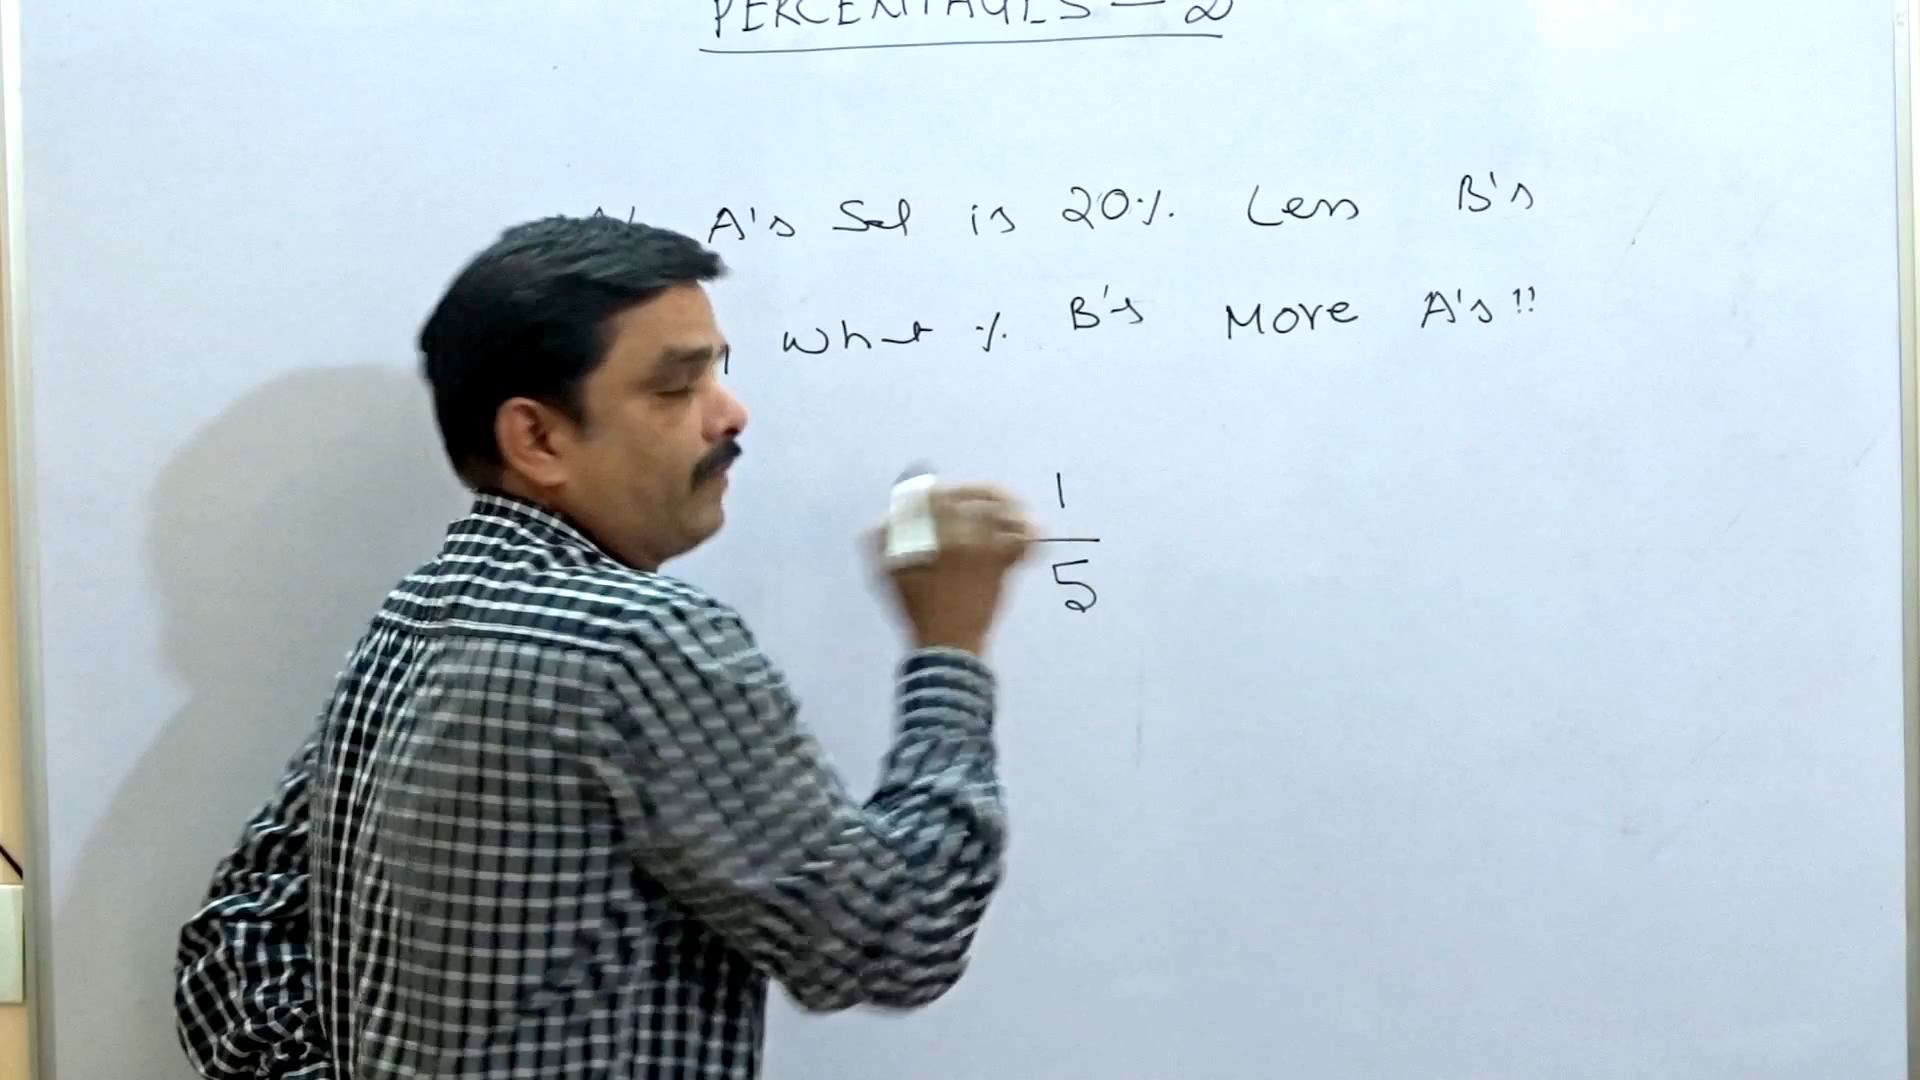 PERCENTAGES - 2
A's Sal is 20% Less B's
What % B's More A's!!
1
5